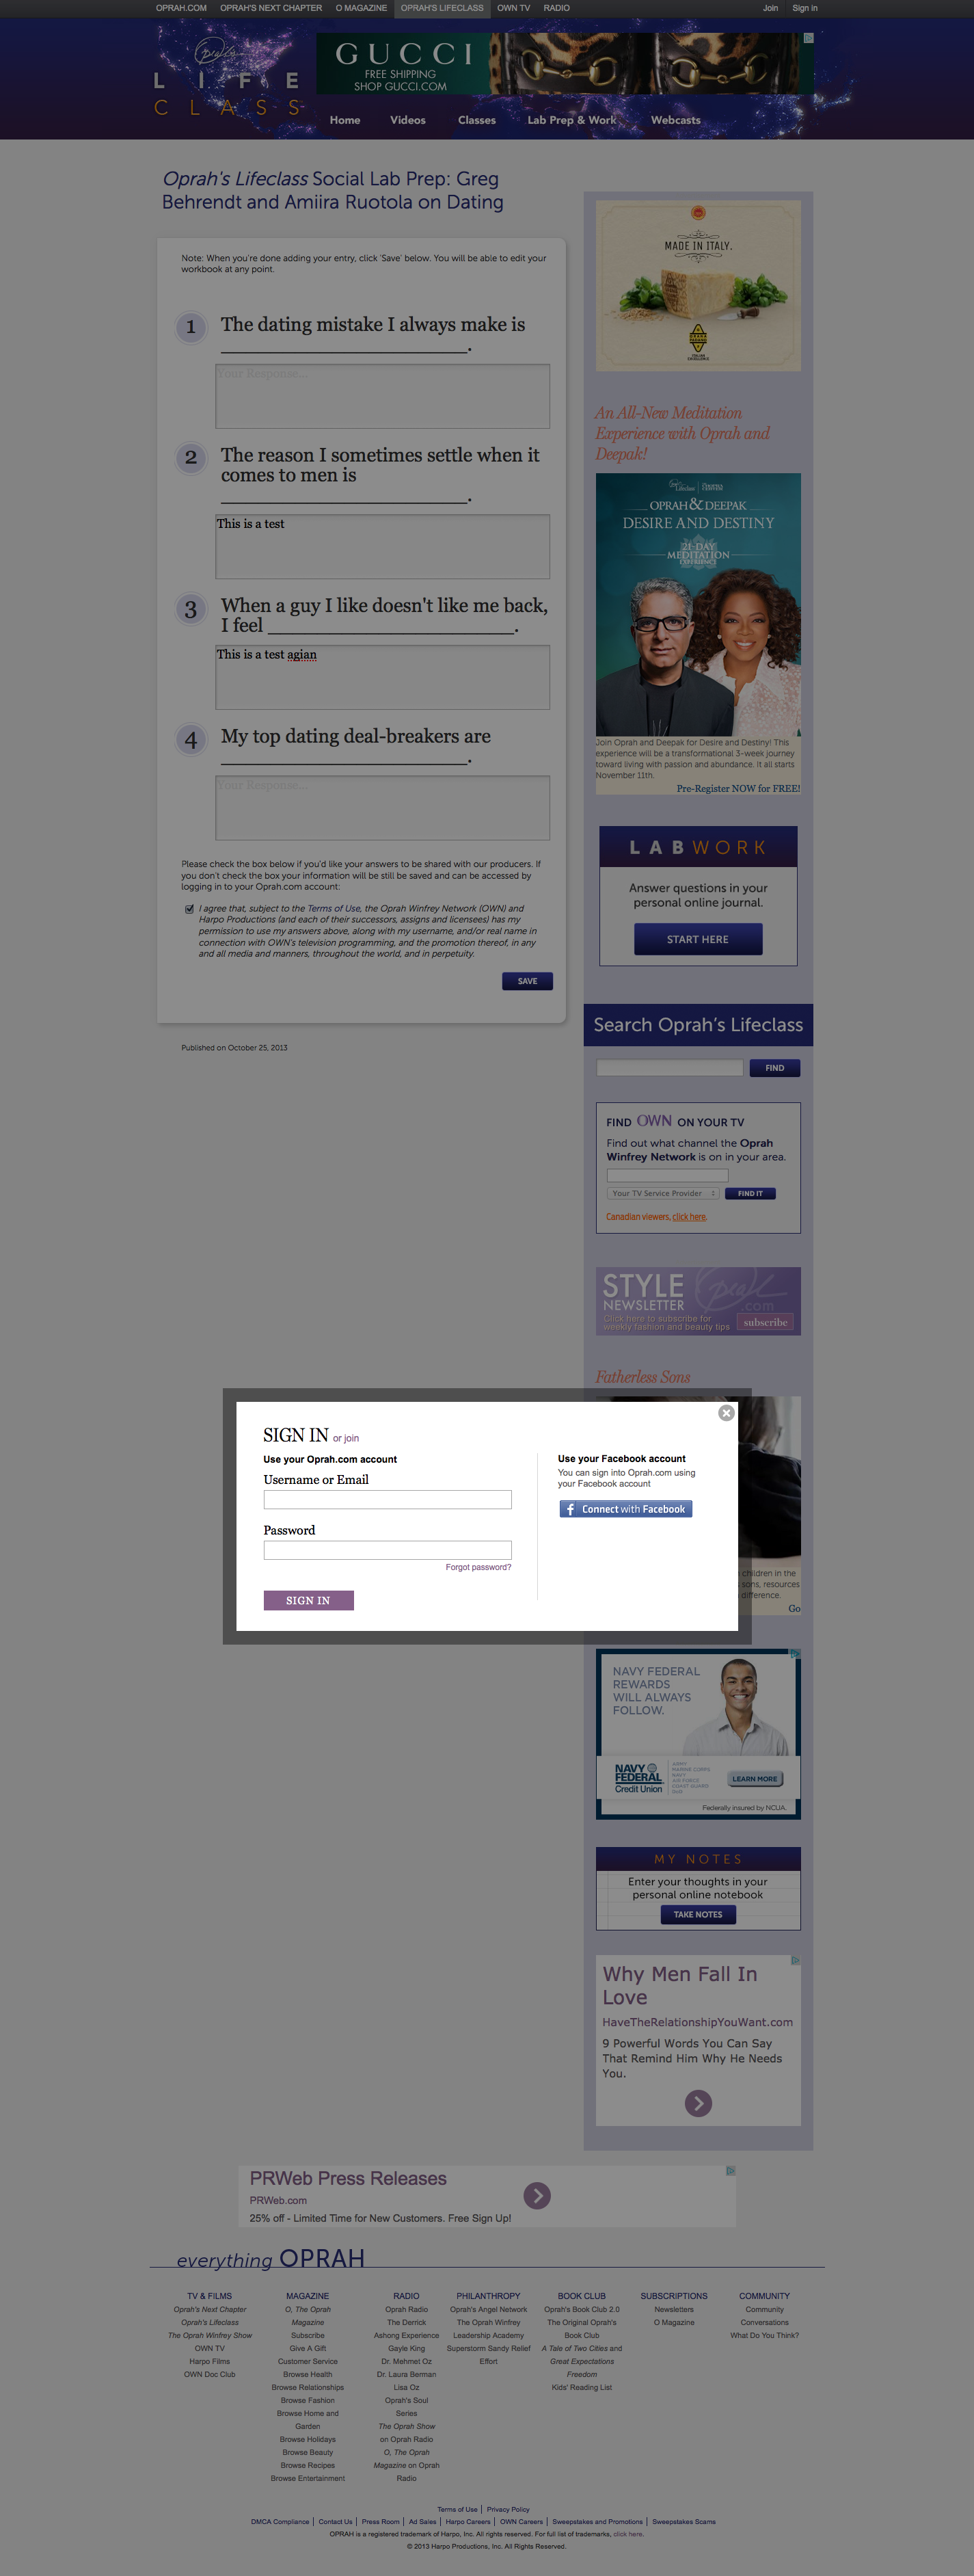 OPRAH.COM OPRAH'S NEXT CHAPTER O MAGAZINE OPRAH'S LIFECLASS OWN TV RADIO Join Sign in
Oprah's
LIFE
CLASS
GUCCI
FREE SHIPPING
SHOP GUCCI.COM
Home Videos Classes Lab Prep & Work Webcasts
Oprah's Lifeclass Social Lab Prep: Greg
Behrendt and Amiira Ruotola on Dating
Note: When you're done adding your entry, click 'Save' below. You will be able to edit your
workbook at any point.
1 The dating mistake I always make is
____________________________.
Your Response...
2 The reason I sometimes settle when it
comes to men is
____________________________.
This is a test
3 When a guy I like doesn't like me back,
I feel ____________________________.
This is a test agian
4 My top dating deal-breakers are
____________________________.
Your Response...
Please check the box below if you'd like your answers to be shared with our producers. If
you don't check the box your information will be still be saved and can be accessed by
logging in to your Oprah.com account:
I agree that, subject to the Terms of Use, the Oprah Winfrey Network (OWN) and
Harpo Productions (and each of their successors, assigns and licensees) has my
permission to use my answers above, along with my username, and/or real name in
connection with OWN's television programming, and the promotion thereof, in any
and all media and manners, throughout the world, and in perpetuity.
SAVE
Published on October 25, 2013
MADE IN ITALY.
An All-New Meditation
Experience with Oprah and
Deepak!
OPRAH & DEEPAK
DESIRE AND DESTINY
21-DAY
MEDITATION
EXPERIENCE
Join Oprah and Deepak for Desire and Destiny! This
experience will be a transformational 3-week journey
toward living with passion and abundance. It all starts
November 11th.
Pre-Register NOW for FREE!
LABWORK
Answer questions in your
personal online journal.
START HERE
Search Oprah's Lifeclass
FIND
FIND OWN ON YOUR TV
Find out what channel the Oprah
Winfrey Network is on in your area.
Your TV Service Provider FIND IT
Canadian viewers, click here.
STYLE
NEWSLETTER
Oprah
.com
Click here to subscribe for
weekly fashion and beauty tips
subscribe
Fatherless Sons
SIGN IN or join
Use your Oprah.com account
Username or Email
Password
Forgot password?
SIGN IN
Use your Facebook account
You can sign into Oprah.com using
your Facebook account
f Connect with Facebook
children in the
sons, resources
difference.
Go
NAVY FEDERAL
REWARDS
WILL ALWAYS
FOLLOW.
NAVY
FEDERAL
Credit Union
ARMY
MARINE CORPS
NAVY
AIR FORCE
COAST GUARD
DoD
LEARN MORE
Federally insured by NCUA.
MY NOTES
Enter your thoughts in your
personal online notebook
TAKE NOTES
Why Men Fall In
Love
HaveTheRelationshipYouWant.com
9 Powerful Words You Can Say
That Remind Him Why He Needs
You.
PRWeb Press Releases
PRWeb.com
25% off - Limited Time for New Customers. Free Sign Up!
everything OPRAH
TV & FILMS
Oprah's Next Chapter
Oprah's Lifeclass
The Oprah Winfrey Show
OWN TV
Harpo Films
OWN Doc Club
MAGAZINE
O, The Oprah
Magazine
Subscribe
Give A Gift
Customer Service
Browse Health
Browse Relationships
Browse Fashion
Browse Home and
Garden
Browse Holidays
Browse Beauty
Browse Recipes
Browse Entertainment
RADIO
Oprah Radio
The Derrick
Ashong Experience
Gayle King
Dr. Mehmet Oz
Dr. Laura Berman
Lisa Oz
Oprah's Soul
Series
The Oprah Show
on Oprah Radio
O, The Oprah
Magazine on Oprah
Radio
PHILANTHROPY
Oprah's Angel Network
The Oprah Winfrey
Leadership Academy
Superstorm Sandy Relief
Effort
BOOK CLUB
Oprah's Book Club 2.0
The Original Oprah's
Book Club
A Tale of Two Cities and
Great Expectations
Freedom
Kids' Reading List
SUBSCRIPTIONS
Newsletters
O Magazine
COMMUNITY
Community
Conversations
What Do You Think?
Terms of Use | Privacy Policy
DMCA Compliance | Contact Us | Press Room | Ad Sales | Harpo Careers | OWN Careers | Sweepstakes and Promotions | Sweepstakes Scams
OPRAH is a registered trademark of Harpo, Inc. All rights reserved. For full list of trademarks, click here.
© 2013 Harpo Productions, Inc. All Rights Reserved.